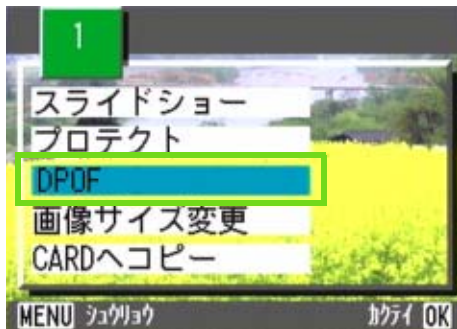 1
スライドショー
プロテクト
DPOF
画像サイズ変更
CARDへコピー
MENU ｼｭｳﾘｮｳ ｶｸﾃｲ OK